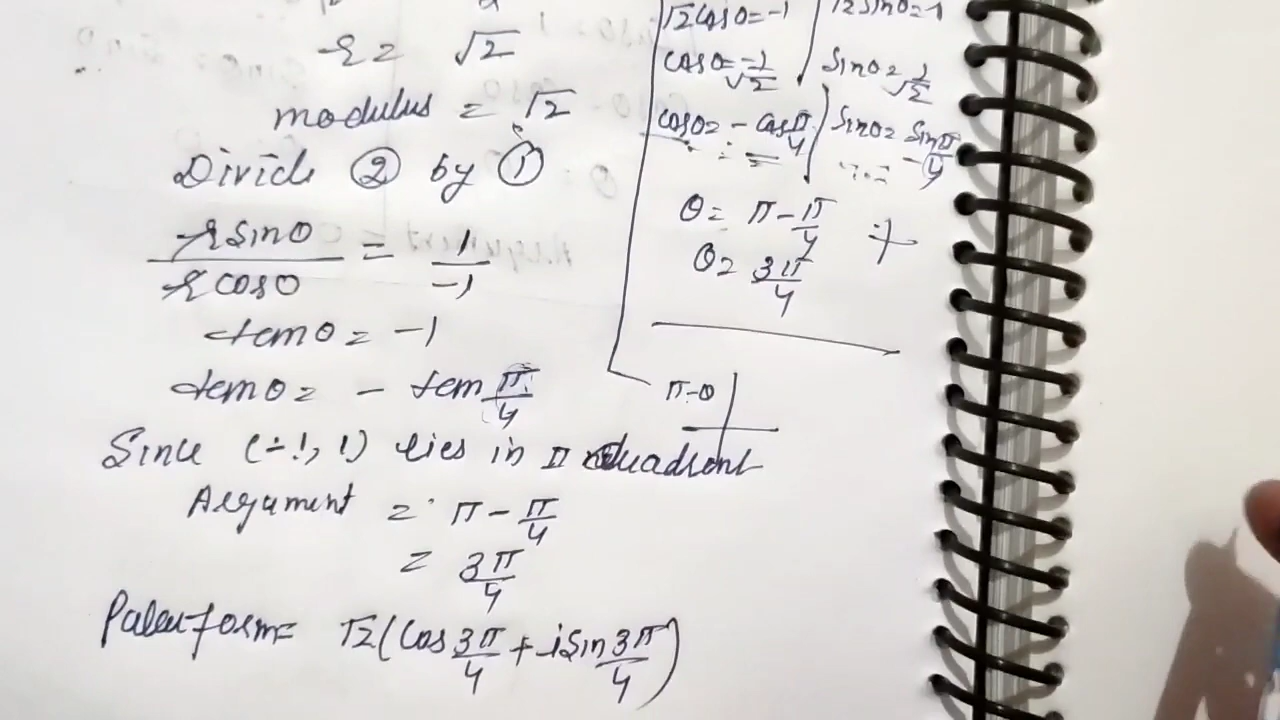 r = √2
modulus = √2
Divide ② by ①
r sinθ / r cosθ = 1 / -1
tanθ = -1
tanθ = - tan π/4
Since (-1, 1) lies in II Quadrant
Argument = π - π/4
= 3π/4
Polar form = √2(cos 3π/4 + i sin 3π/4)
√2 cosθ = -1
cosθ = -1/√2
cosθ = - cos π/4
√2 sinθ = 1
sinθ = 1/√2
sinθ = sin π/4
θ = π - π/4
θ = 3π/4
π-θ